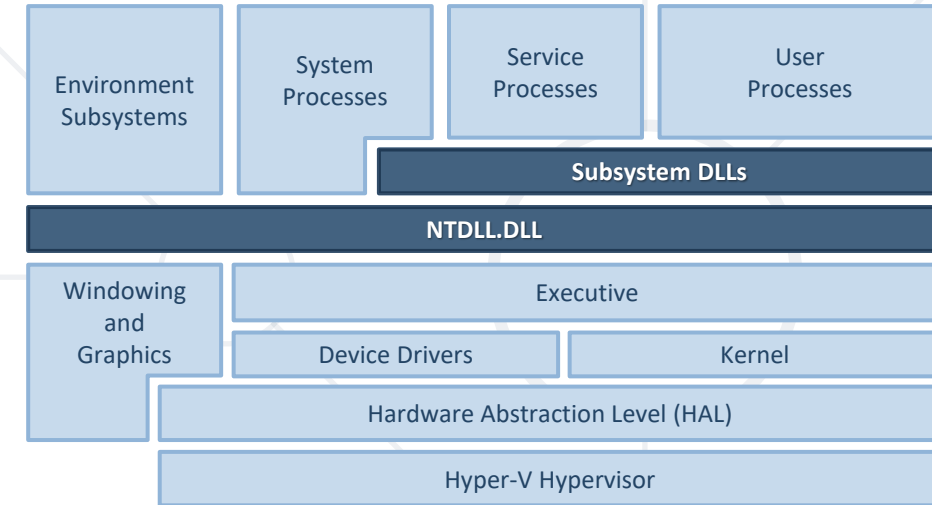 Environment
Subsystems
System
Processes
Service
Processes
User
Processes
Subsystem DLLs
NTDLL.DLL
Windowing
and
Graphics
Executive
Device Drivers
Kernel
Hardware Abstraction Level (HAL)
Hyper-V Hypervisor